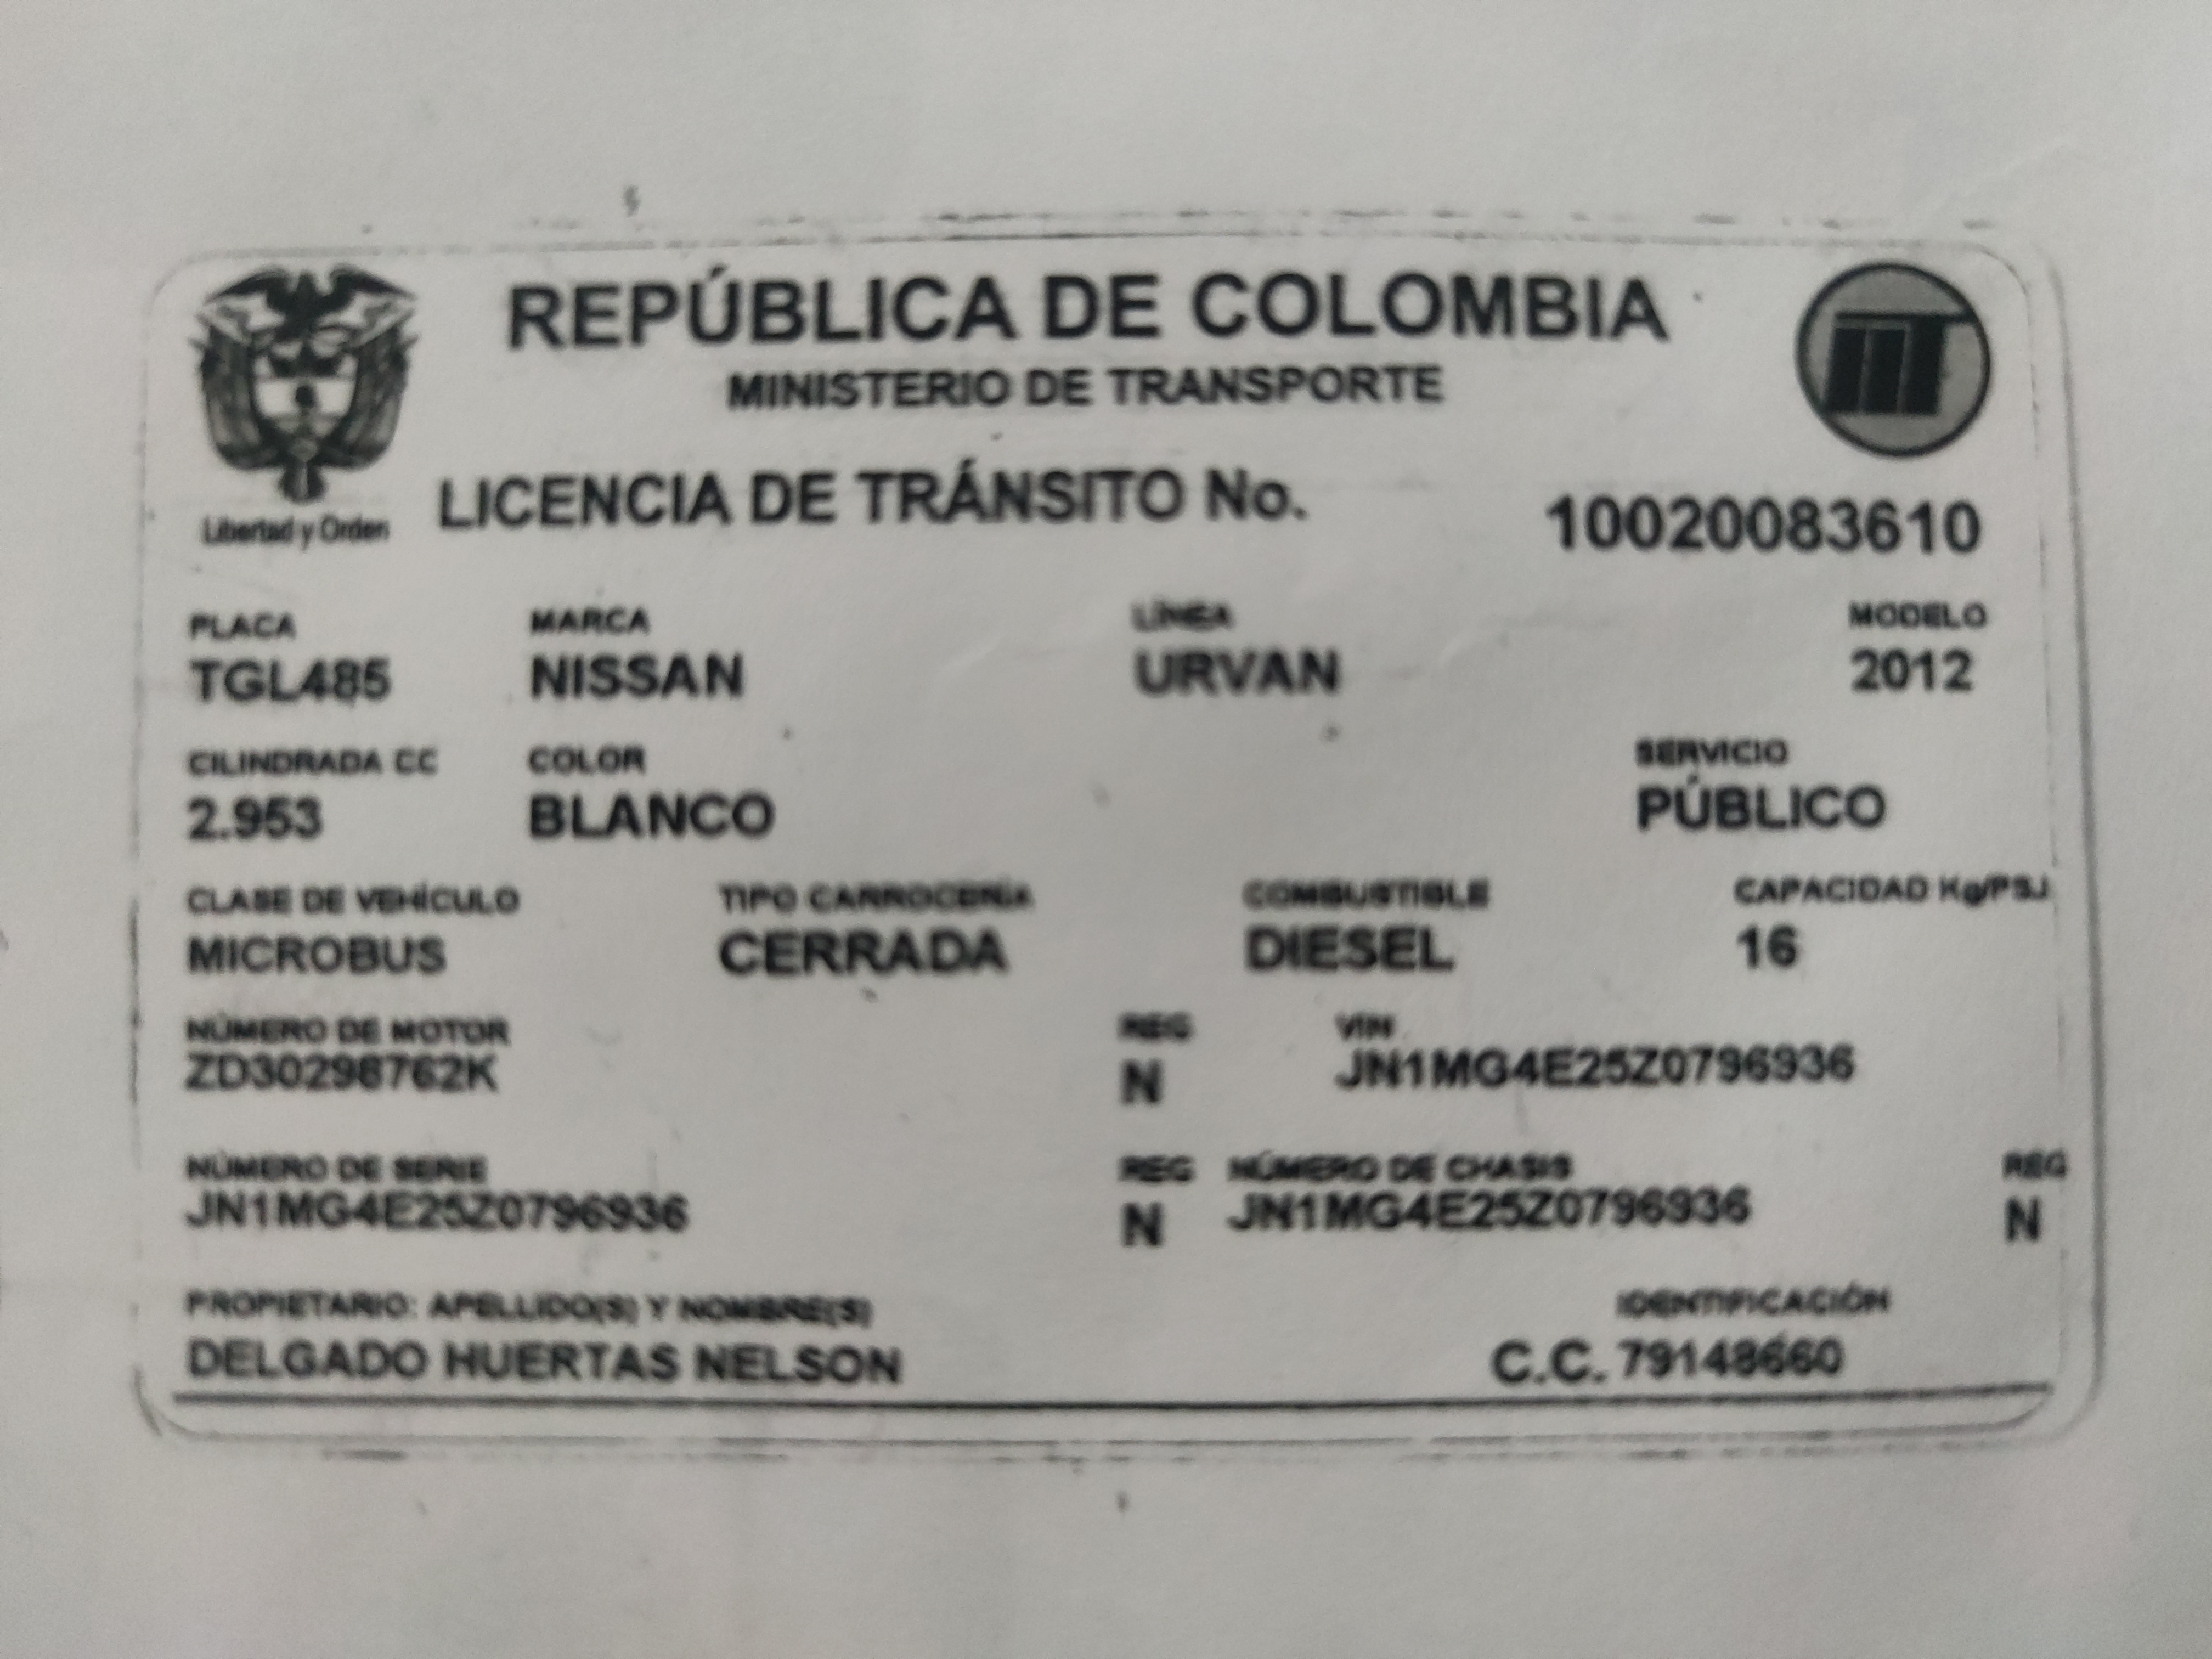 REPÚBLICA DE COLOMBIA
MINISTERIO DE TRANSPORTE
Libertad y Orden
LICENCIA DE TRÁNSITO No. 10020083610
PLACA MARCA LÍNEA MODELO
TGL485 NISSAN URVAN 2012
CILINDRADA CC COLOR SERVICIO
2.953 BLANCO PÚBLICO
CLASE DE VEHÍCULO TIPO CARROCERÍA COMBUSTIBLE CAPACIDAD Kg/PSJ
MICROBUS CERRADA DIESEL 16
NÚMERO DE MOTOR REG VIN
ZD30298762K N JN1MG4E25Z0796936
NÚMERO DE SERIE REG NÚMERO DE CHASIS REG
JN1MG4E25Z0796936 N JN1MG4E25Z0796936 N
PROPIETARIO: APELLIDO(S) Y NOMBRE(S) IDENTIFICACIÓN
DELGADO HUERTAS NELSON C.C. 79148660